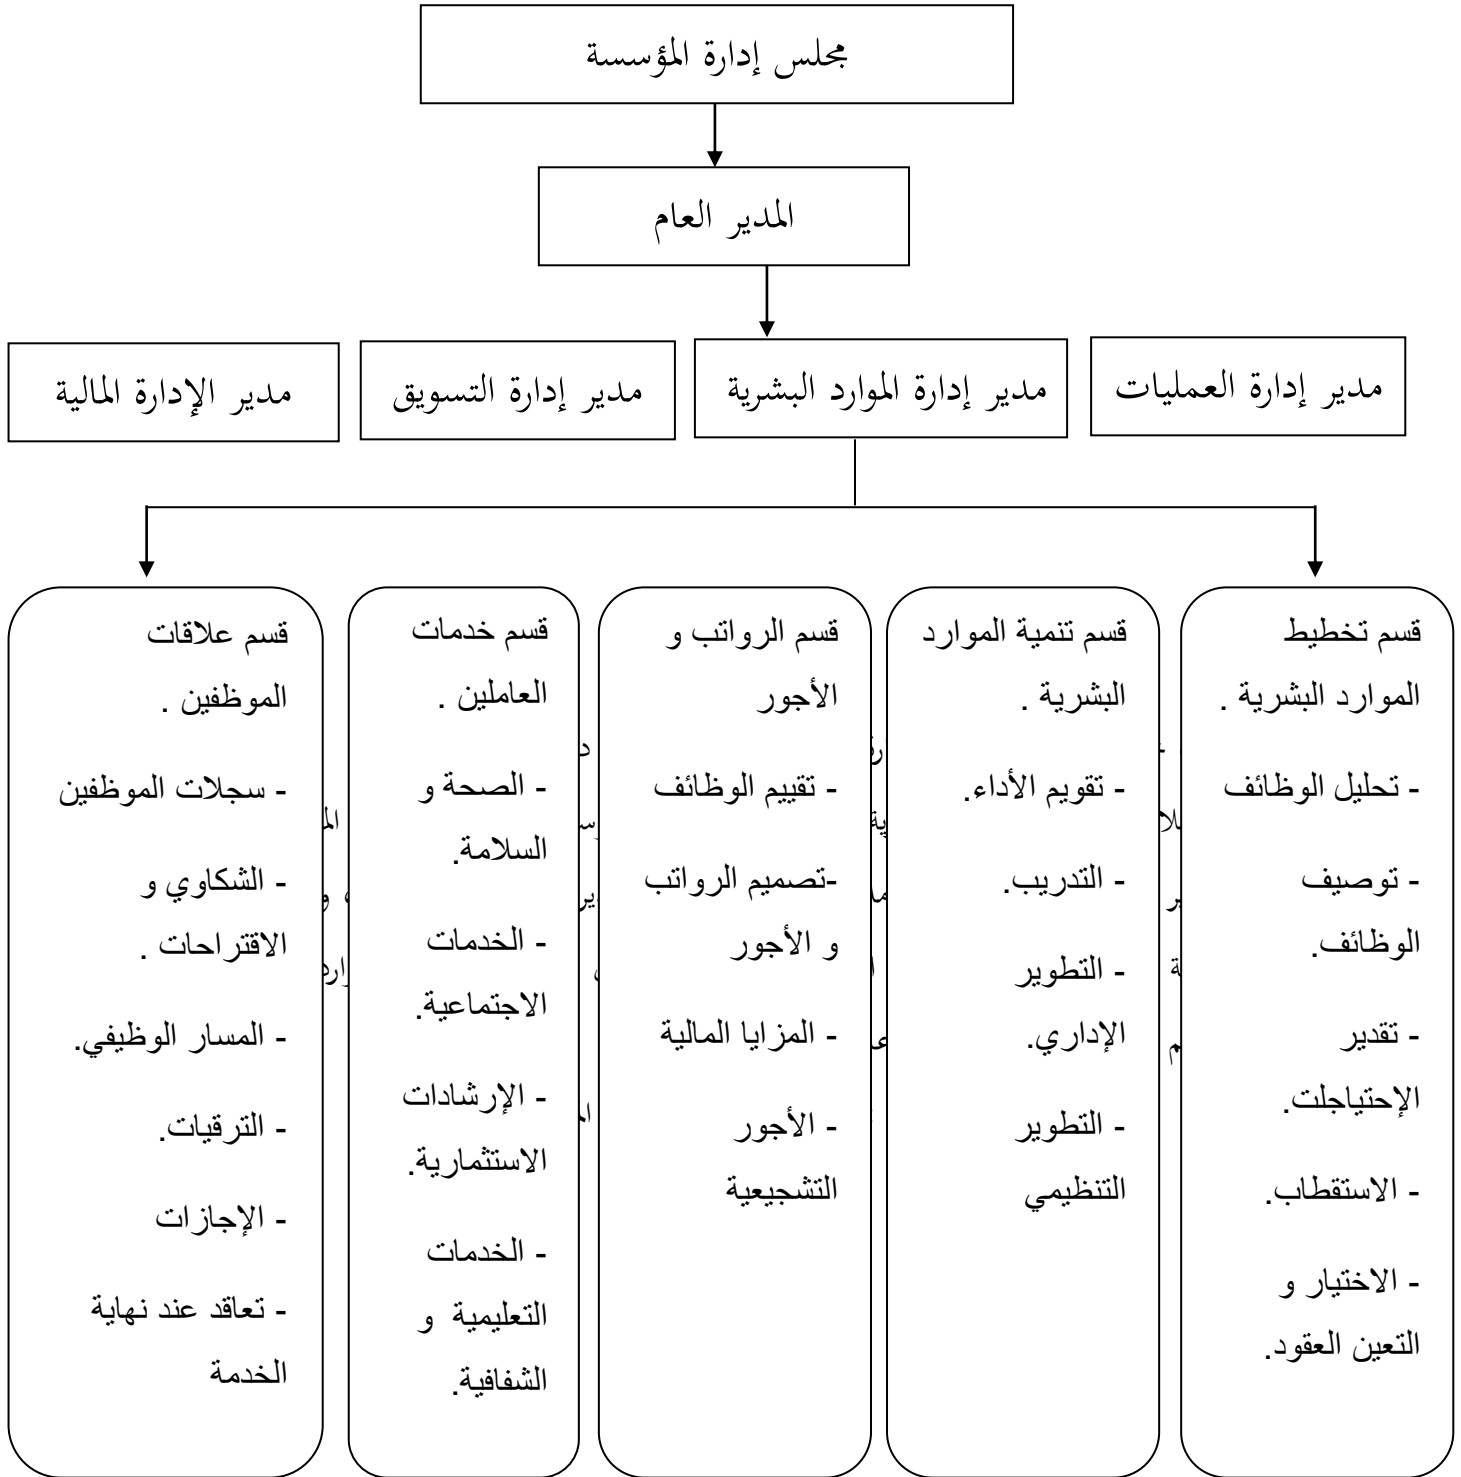 مجلس إدارة المؤسسة
المدير العام
مدير إدارة العمليات
مدير إدارة الموارد البشرية
مدير إدارة التسويق
مدير الإدارة المالية
قسم تخطيط
الموارد البشرية .
- تحليل الوظائف
- توصيف
الوظائف.
- تقدير
الإحتياجلت.
- الاستقطاب.
- الاختيار و
التعين العقود.
قسم تنمية الموارد
البشرية .
- تقويم الأداء.
- التدريب.
- التطوير
الإداري.
- التطوير
التنظيمي
قسم الرواتب و
الأجور
- تقييم الوظائف
-تصميم الرواتب
و الأجور
- المزايا المالية
- الأجور
التشجيعية
قسم خدمات
العاملين .
- الصحة و
السلامة.
- الخدمات
الاجتماعية.
- الإرشادات
الاستثمارية.
- الخدمات
التعليمية و
الشفافية.
قسم علاقات
الموظفين .
- سجلات الموظفين
- الشكاوي و
الاقتراحات .
- المسار الوظيفي.
- الترقيات.
- الإجازات
- تعاقد عند نهاية
الخدمة